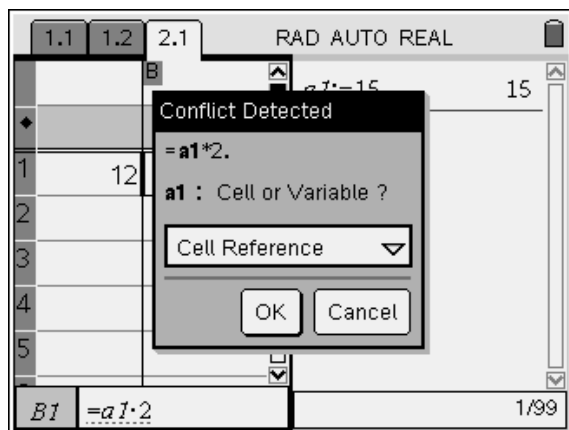 1.1 1.2 2.1 RAD AUTO REAL
B
a1:=15 15
Conflict Detected
=a1*2.
a1 : Cell or Variable ?
Cell Reference
OK Cancel
1 12
2
3
4
5
B1 =a1·2 1/99